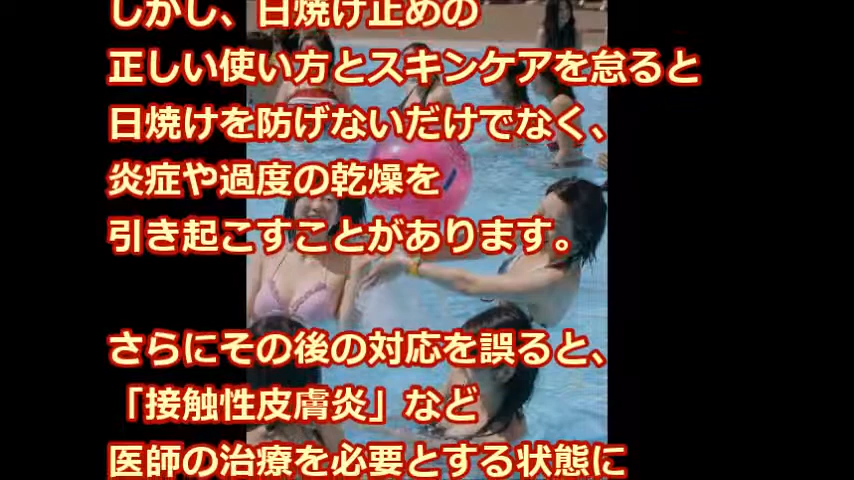 しかし、日焼け止めの
正しい使い方とスキンケアを怠ると
日焼けを防げないだけでなく、
炎症や過度の乾燥を
引き起こすことがあります。
さらにその後の対応を誤ると、
「接触性皮膚炎」など
医師の治療を必要とする状態に